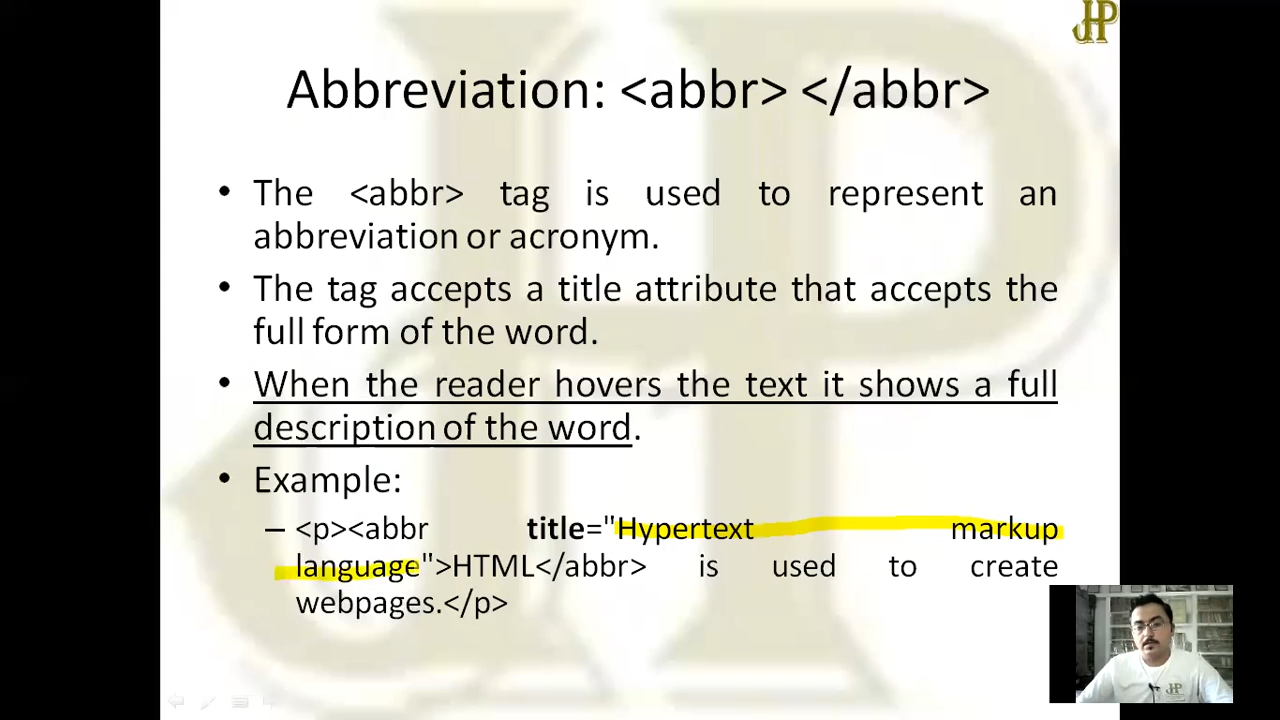 JHP
Abbreviation: <abbr> </abbr>
• The <abbr> tag is used to represent an
abbreviation or acronym.
• The tag accepts a title attribute that accepts the
full form of the word.
• When the reader hovers the text it shows a full
description of the word.
• Example:
– <p><abbr title="Hypertext markup
language">HTML</abbr> is used to create
webpages.</p>
JHP